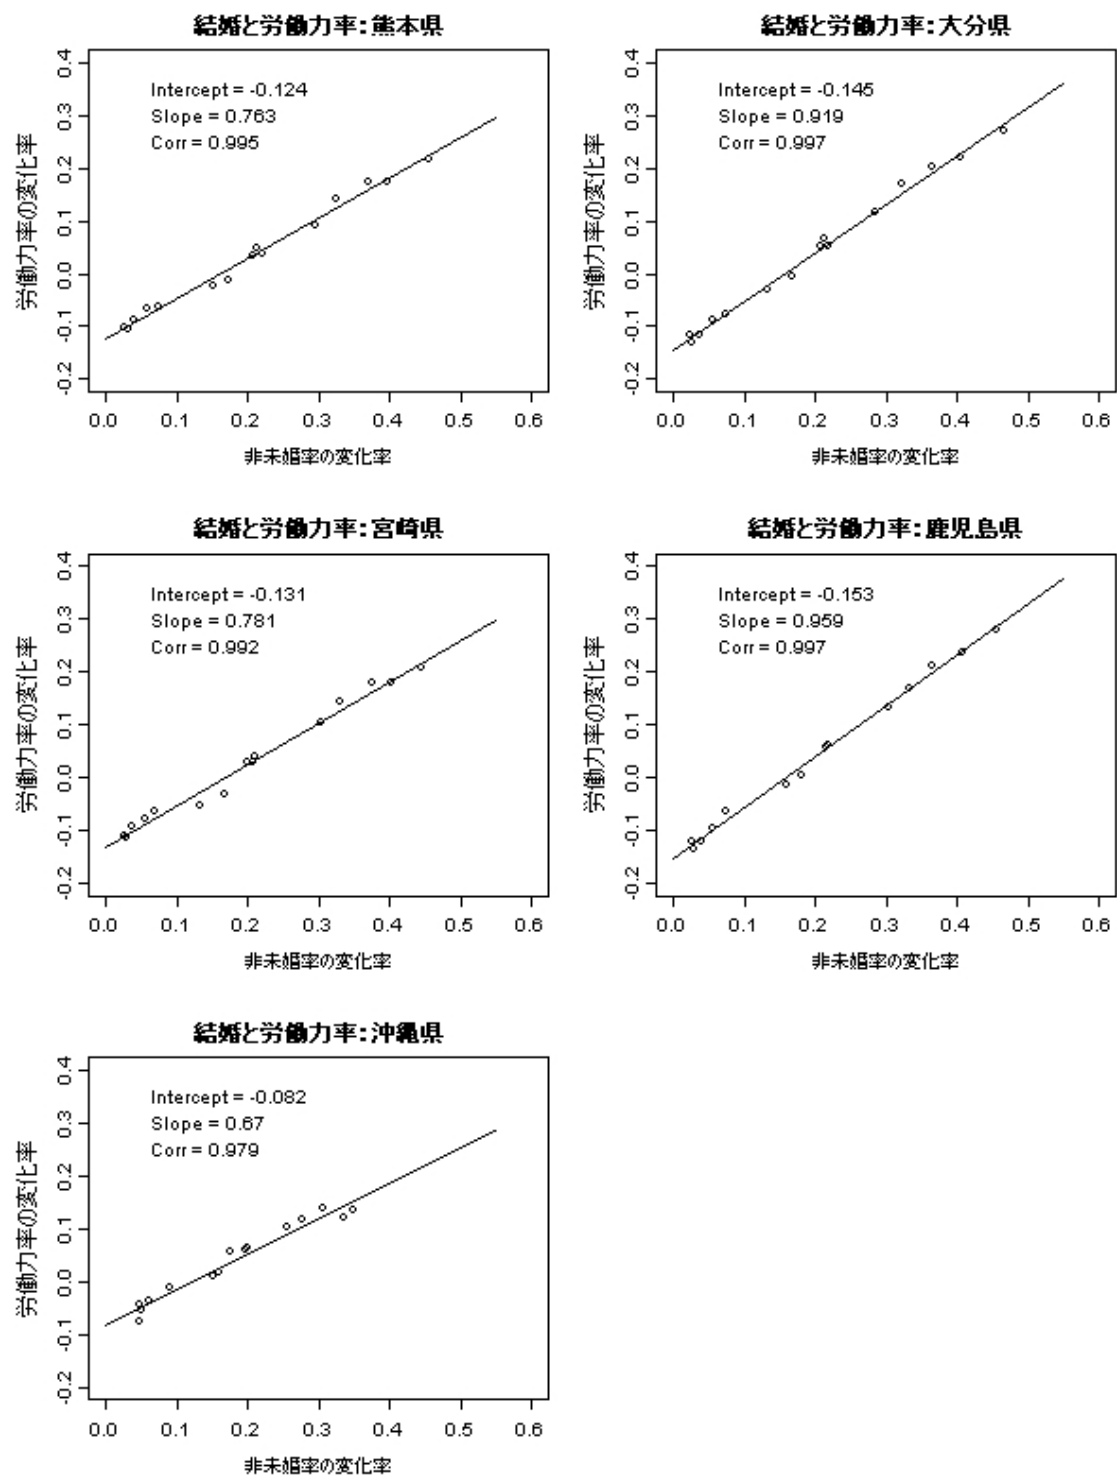 結婚と労働力率:熊本県
Intercept = -0.124
Slope = 0.763
Corr = 0.995
労働力率の変化率
0.4
0.3
0.2
0.1
0.0
-0.1
-0.2
0.0 0.1 0.2 0.3 0.4 0.5 0.6
非未婚率の変化率
結婚と労働力率:大分県
Intercept = -0.145
Slope = 0.919
Corr = 0.997
労働力率の変化率
0.4
0.3
0.2
0.1
0.0
-0.1
-0.2
0.0 0.1 0.2 0.3 0.4 0.5 0.6
非未婚率の変化率
結婚と労働力率:宮崎県
Intercept = -0.131
Slope = 0.781
Corr = 0.992
労働力率の変化率
0.4
0.3
0.2
0.1
0.0
-0.1
-0.2
0.0 0.1 0.2 0.3 0.4 0.5 0.6
非未婚率の変化率
結婚と労働力率:鹿児島県
Intercept = -0.153
Slope = 0.959
Corr = 0.997
労働力率の変化率
0.4
0.3
0.2
0.1
0.0
-0.1
-0.2
0.0 0.1 0.2 0.3 0.4 0.5 0.6
非未婚率の変化率
結婚と労働力率:沖縄県
Intercept = -0.082
Slope = 0.67
Corr = 0.979
労働力率の変化率
0.4
0.3
0.2
0.1
0.0
-0.1
-0.2
0.0 0.1 0.2 0.3 0.4 0.5 0.6
非未婚率の変化率